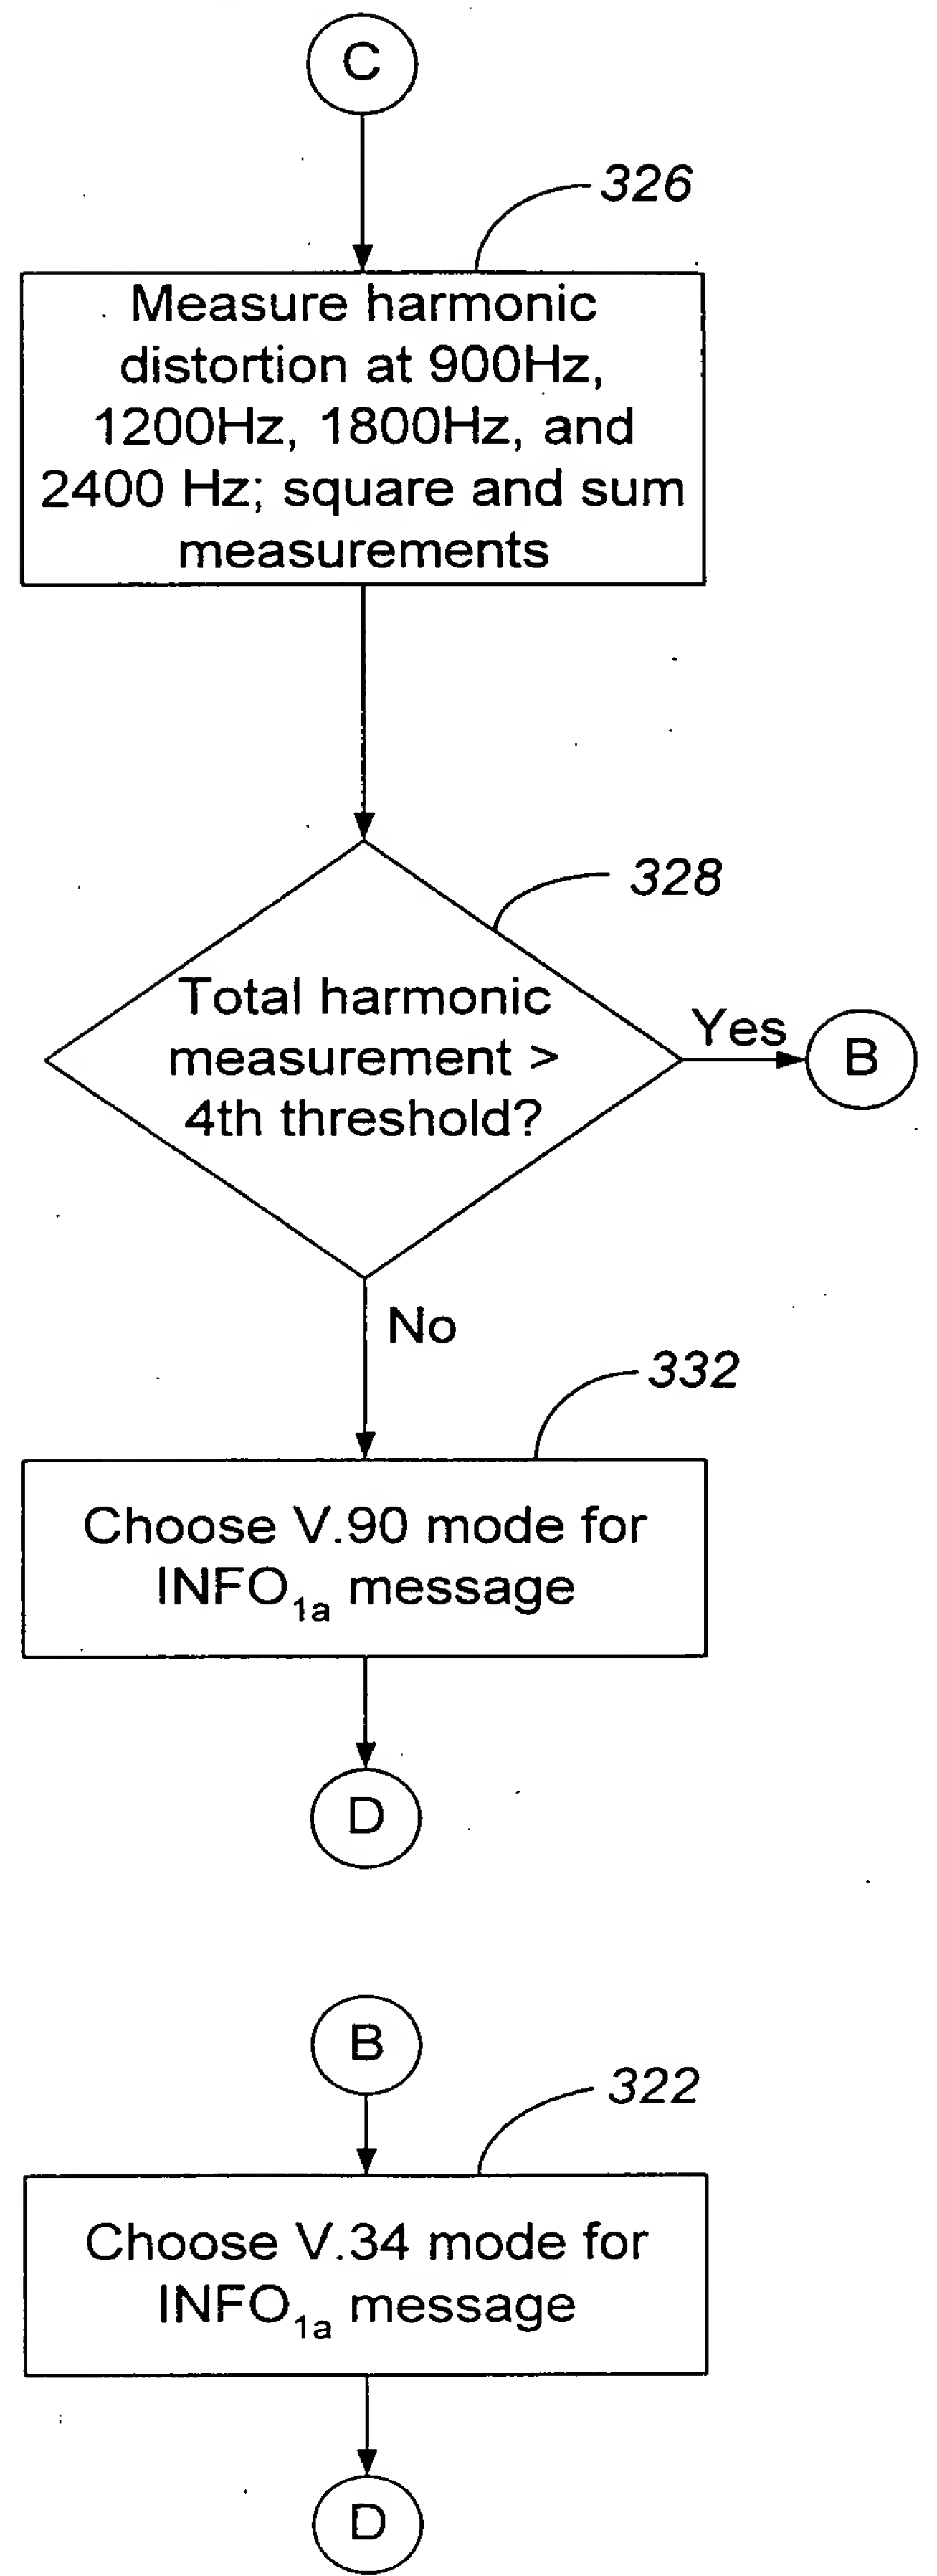 C
326
Measure harmonic
distortion at 900Hz,
1200Hz, 1800Hz, and
2400 Hz; square and sum
measurements
328
Total harmonic
measurement >
4th threshold?
Yes
B
No
332
Choose V.90 mode for
INFO1a message
D
B
322
Choose V.34 mode for
INFO1a message
D